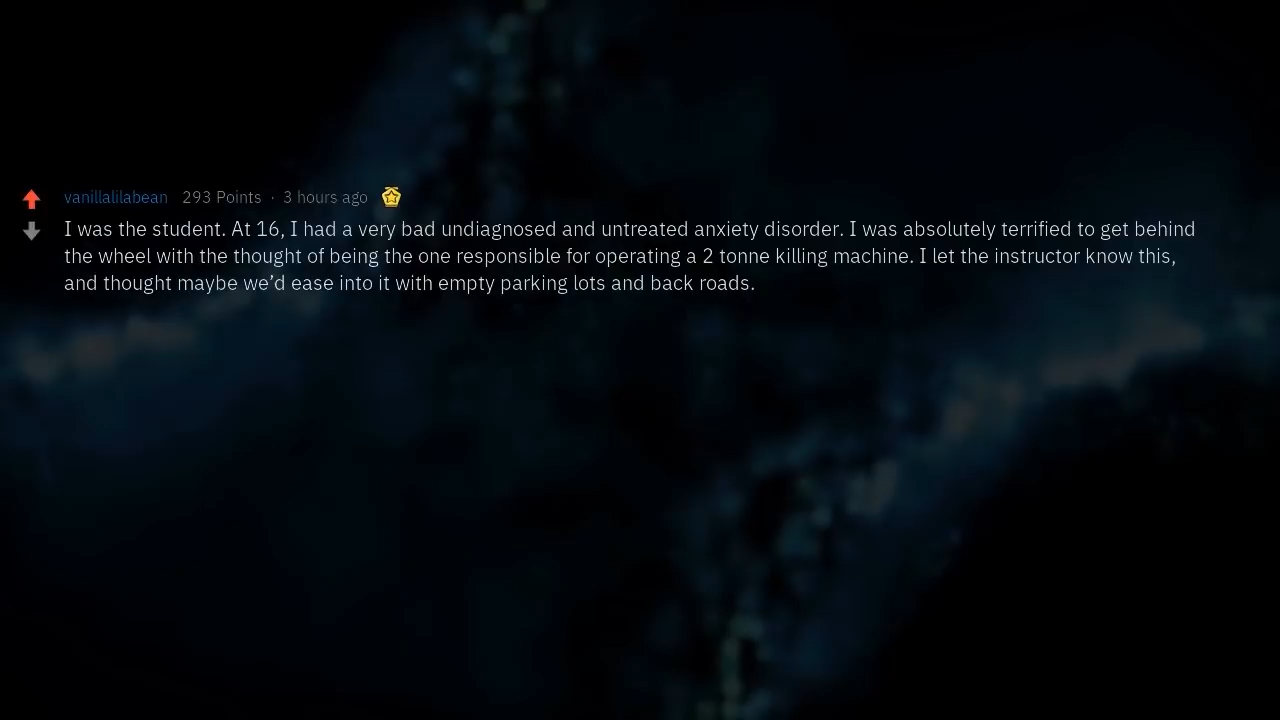 vanillalilabean 293 Points · 3 hours ago
I was the student. At 16, I had a very bad undiagnosed and untreated anxiety disorder. I was absolutely terrified to get behind
the wheel with the thought of being the one responsible for operating a 2 tonne killing machine. I let the instructor know this,
and thought maybe we’d ease into it with empty parking lots and back roads.